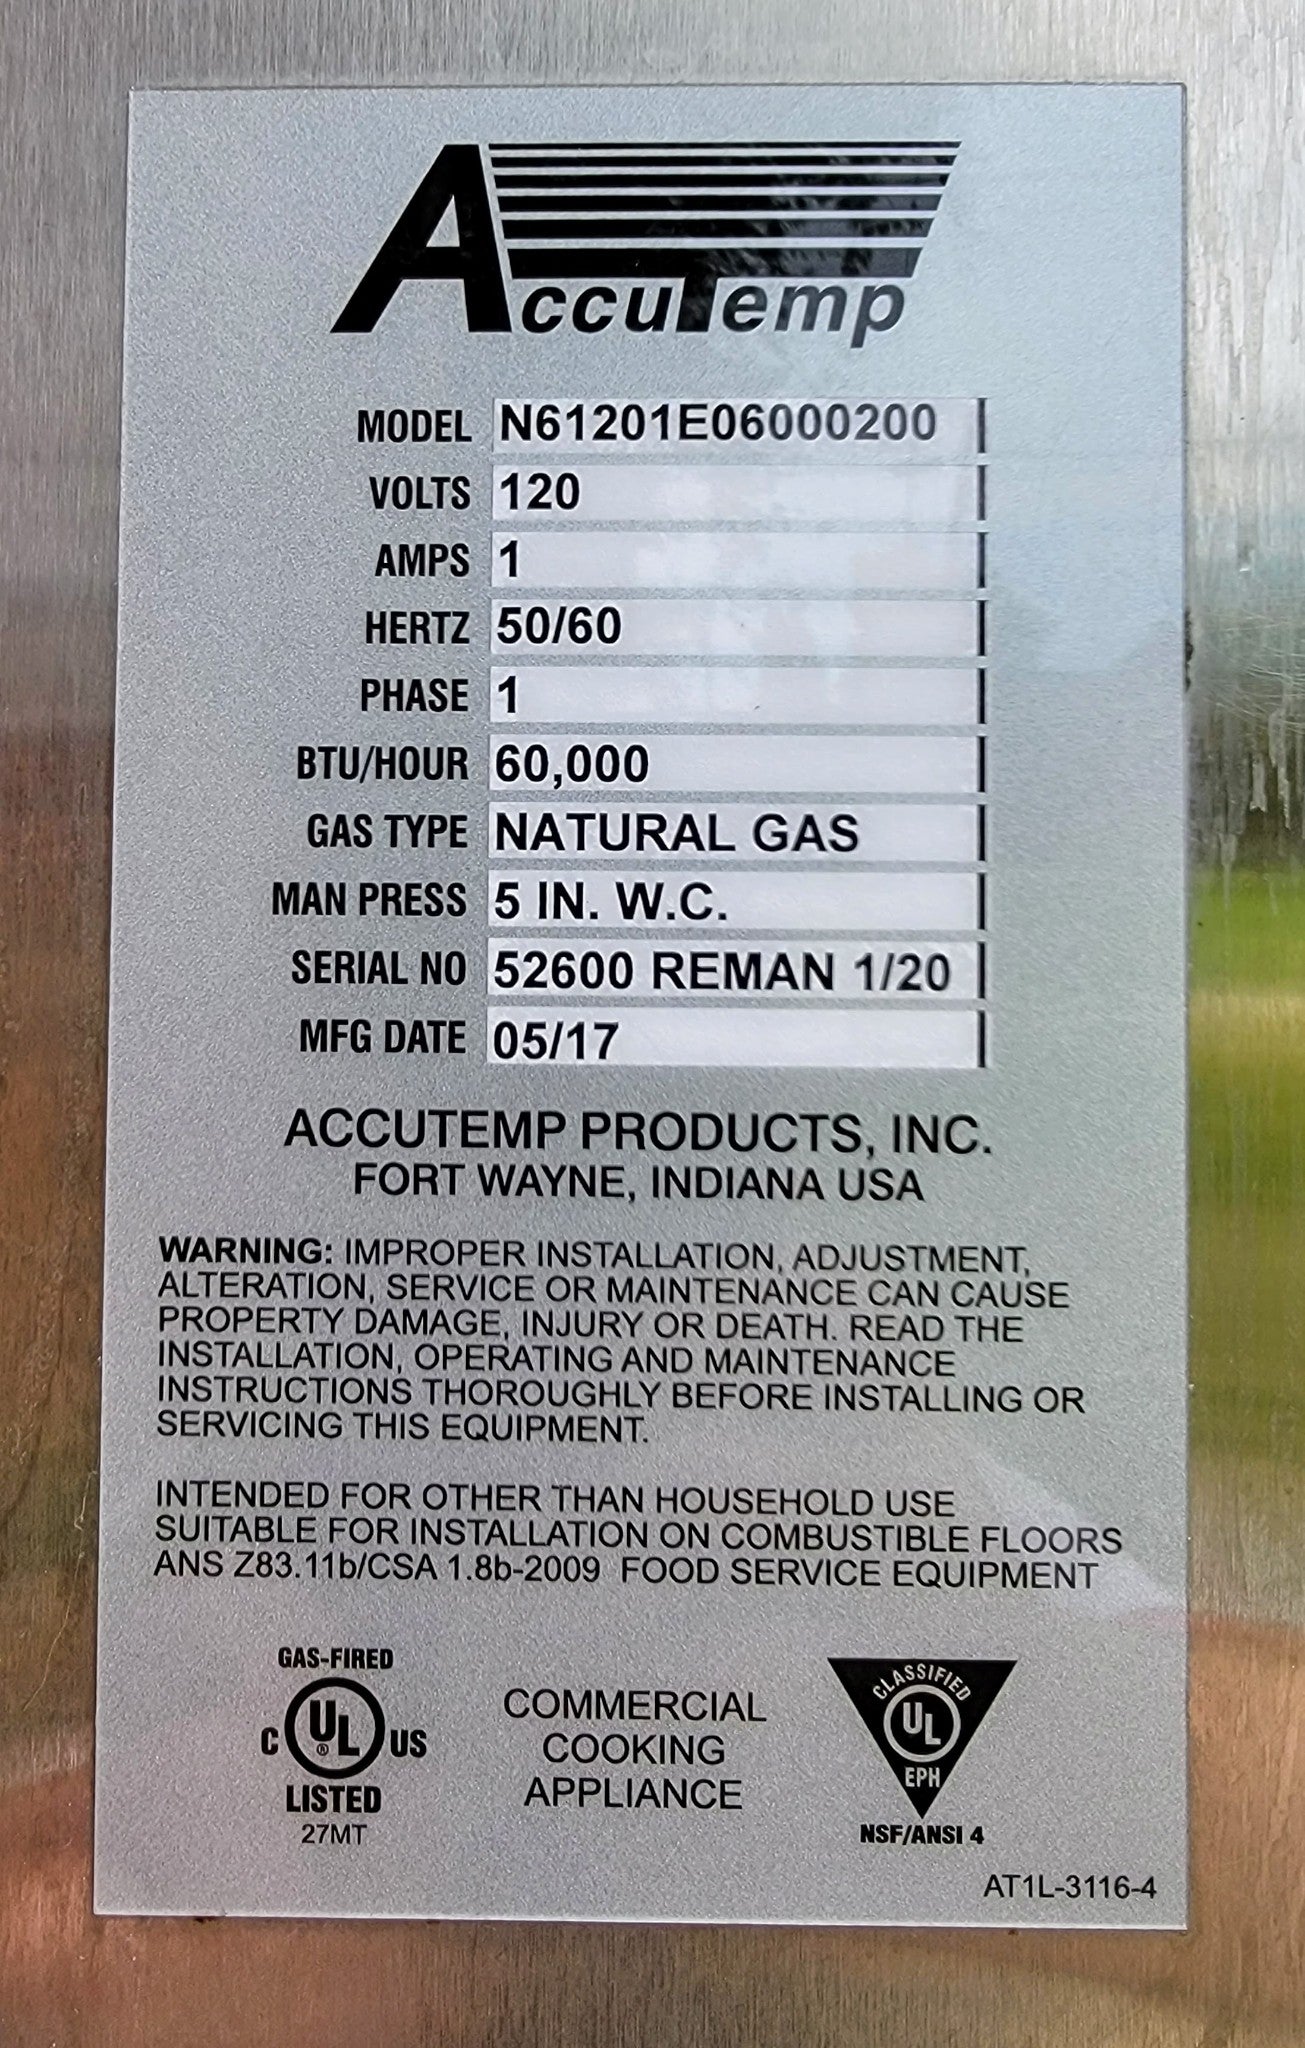 AccuTemp
MODEL N61201E06000200
VOLTS 120
AMPS 1
HERTZ 50/60
PHASE 1
BTU/HOUR 60,000
GAS TYPE NATURAL GAS
MAN PRESS 5 IN. W.C.
SERIAL NO 52600 REMAN 1/20
MFG DATE 05/17
ACCUTEMP PRODUCTS, INC.
FORT WAYNE, INDIANA USA
WARNING: IMPROPER INSTALLATION, ADJUSTMENT,
ALTERATION, SERVICE OR MAINTENANCE CAN CAUSE
PROPERTY DAMAGE, INJURY OR DEATH. READ THE
INSTALLATION, OPERATING AND MAINTENANCE
INSTRUCTIONS THOROUGHLY BEFORE INSTALLING OR
SERVICING THIS EQUIPMENT.
INTENDED FOR OTHER THAN HOUSEHOLD USE
SUITABLE FOR INSTALLATION ON COMBUSTIBLE FLOORS
ANS Z83.11b/CSA 1.8b-2009 FOOD SERVICE EQUIPMENT
GAS-FIRED
C UL® US
LISTED
27MT
COMMERCIAL
COOKING
APPLIANCE
CLASSIFIED
UL
EPH
NSF/ANSI 4
AT1L-3116-4